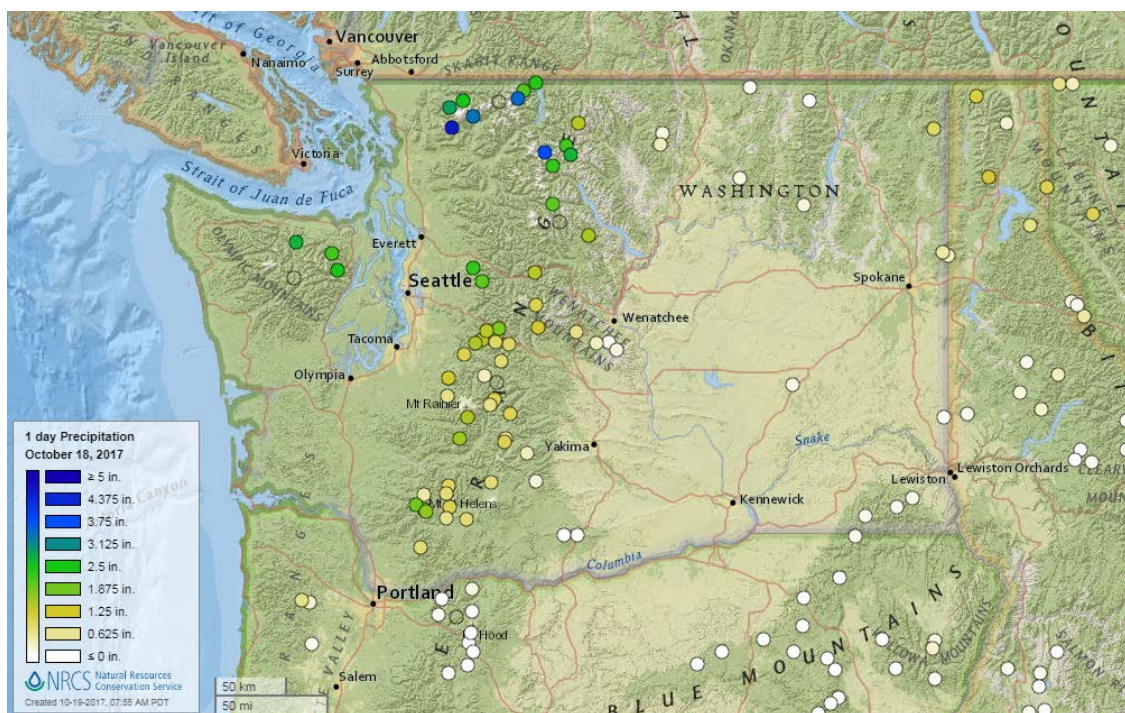 it of Georgia
Vancouver
Vancouver
Island
Nanaimo
Surrey
Abbotsford
SKAGIT RANGE
OKANOG
Victoria
Strait of Juan de Fuca
WASHINGTON
OLYMPIC MOUNTAINS
Everett
Seattle
Spokane
WENATCHEE
MOUNTAINS
Wenatchee
Tacoma
Olympia
Mt Rainier
Yakima
Snake
Lewiston Orchards
Lewiston
Kennewick
Columbia
Portland
Hood
BLUE MOUNTAINS
VALLEY
Salem
1 day Precipitation
October 18, 2017
≥ 5 in.
4.375 in.
3.75 in.
3.125 in.
2.5 in.
1.875 in.
1.25 in.
0.625 in.
≤ 0 in.
NRCS Natural Resources
Conservation Service
Created 10-19-2017, 07:55 AM PDT
50 km
50 mi